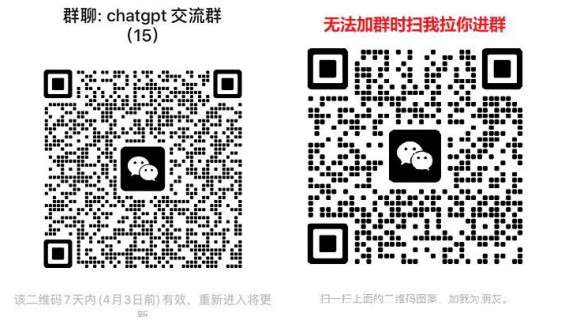 群聊: chatgpt 交流群
(15)
无法加群时扫我拉你进群
该二维码7天内(4月3日前)有效，重新进入将更
新
扫一扫上面的二维码图案，加我为朋友。